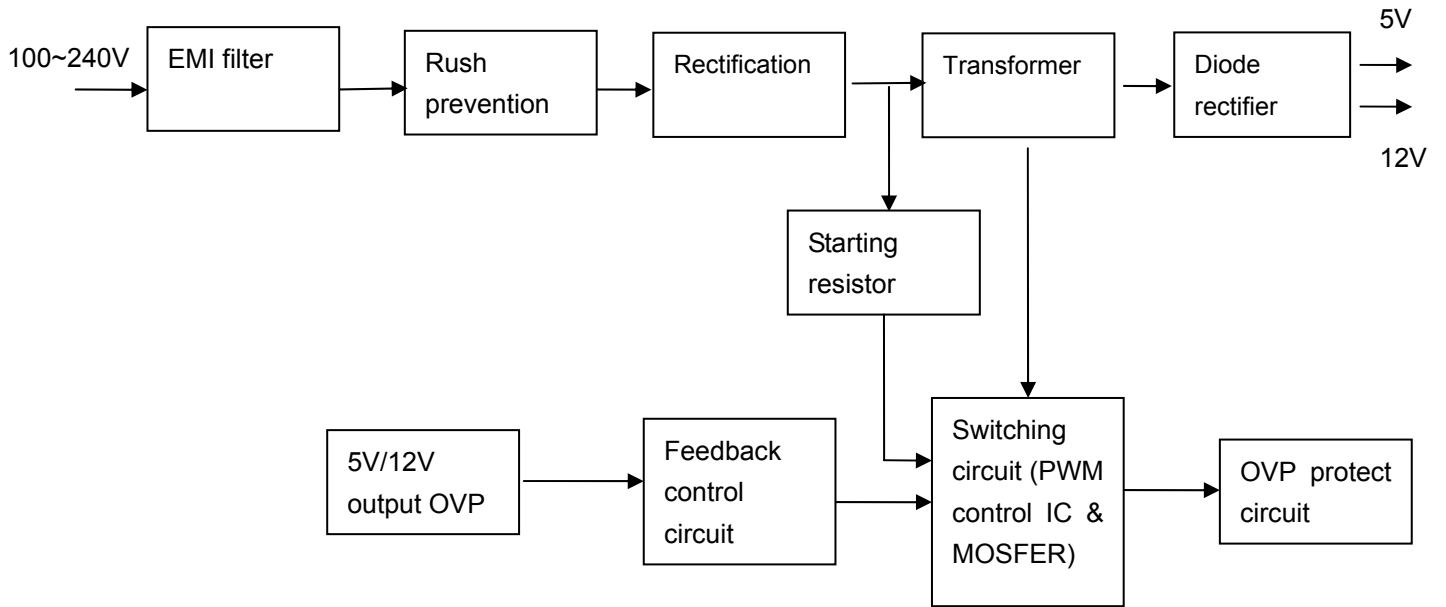 100~240V
EMI filter
Rush
prevention
Rectification
Transformer
Diode
rectifier
5V
12V
Starting
resistor
5V/12V
output OVP
Feedback
control
circuit
Switching
circuit (PWM
control IC &
MOSFER)
OVP protect
circuit